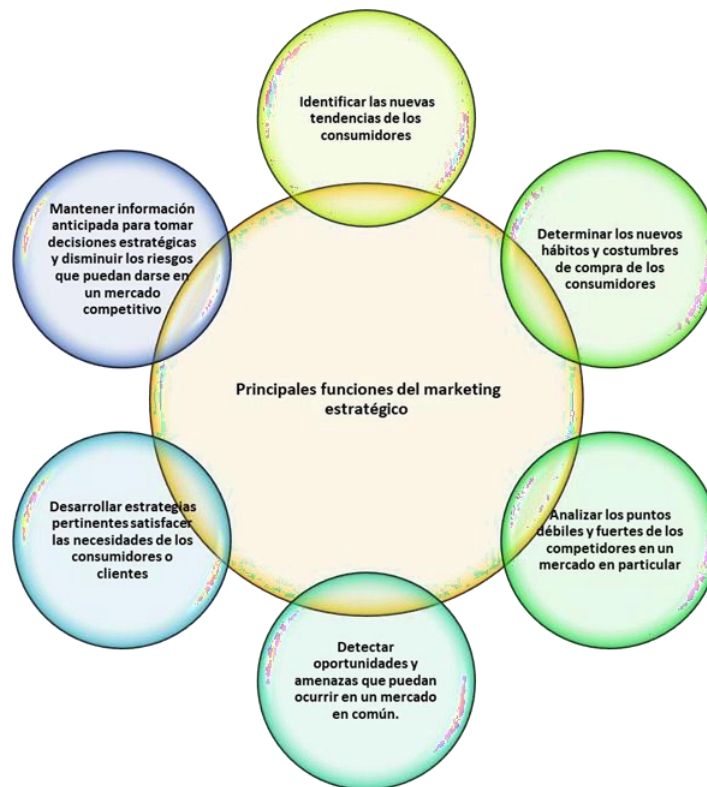 Identificar las nuevas
tendencias de los
consumidores
Determinar los nuevos
hábitos y costumbres
de compra de los
consumidores
Analizar los puntos
débiles y fuertes de los
competidores en un
mercado en particular
Detectar
oportunidades y
amenazas que puedan
ocurrir en un mercado
en común.
Desarrollar estrategias
pertinentes satisfacer
las necesidades de los
consumidores o
clientes
Mantener información
anticipada para tomar
decisiones estratégicas
y disminuir los riesgos
que puedan darse en
un mercado
competitivo
Principales funciones del marketing
estratégico